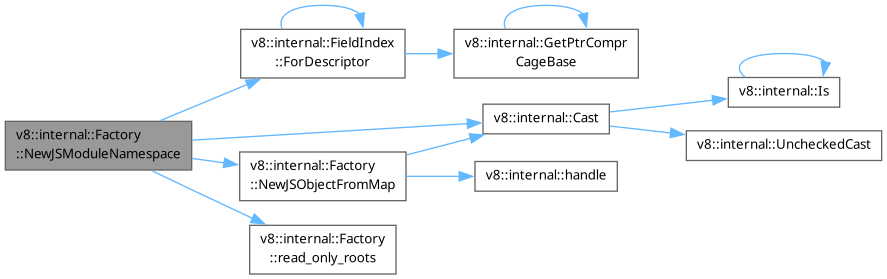 v8::internal::Factory
::NewJSModuleNamespace
v8::internal::FieldIndex
::ForDescriptor
v8::internal::GetPtrCompr
CageBase
v8::internal::Cast
v8::internal::Is
v8::internal::UncheckedCast
v8::internal::Factory
::NewJSObjectFromMap
v8::internal::handle
v8::internal::Factory
::read_only_roots